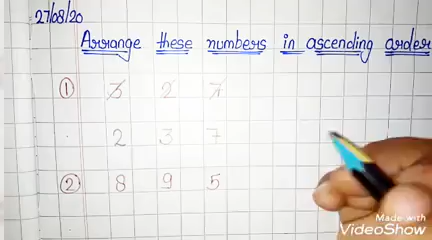 27/08/20
Arrange these numbers in ascending arder
1 3 2 7
2 3 7
2 8 9 5
Made with
VideoShow